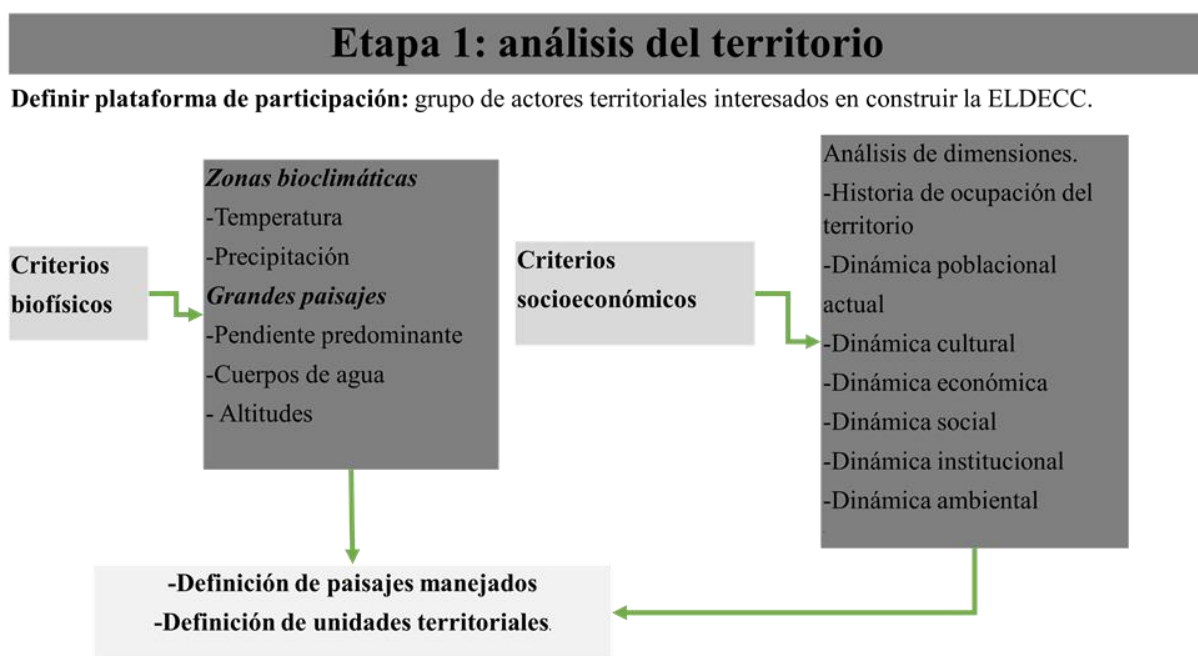 Etapa 1: análisis del territorio
Definir plataforma de participación: grupo de actores territoriales interesados en construir la ELDECC.
Criterios
biofísicos
Zonas bioclimáticas
-Temperatura
-Precipitación
Grandes paisajes
-Pendiente predominante
-Cuerpos de agua
- Altitudes
Criterios
socioeconómicos
Análisis de dimensiones.
-Historia de ocupación del
territorio
-Dinámica poblacional
actual
-Dinámica cultural
-Dinámica económica
-Dinámica social
-Dinámica institucional
-Dinámica ambiental
-Definición de paisajes manejados
-Definición de unidades territoriales.